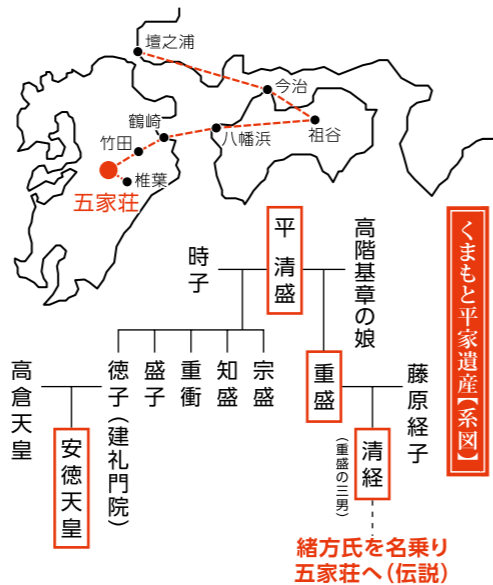 壇之浦
今治
鶴崎
竹田
八幡浜
祖谷
椎葉
五家荘
くまもと平家遺産【系図】
高階基章の娘
平 清盛
時子
藤原経子
重盛
宗盛
知盛
重衡
盛子
徳子(建礼門院)
高倉天皇
清経
(重盛の三男)
安徳天皇
緒方氏を名乗り
五家荘へ(伝説)